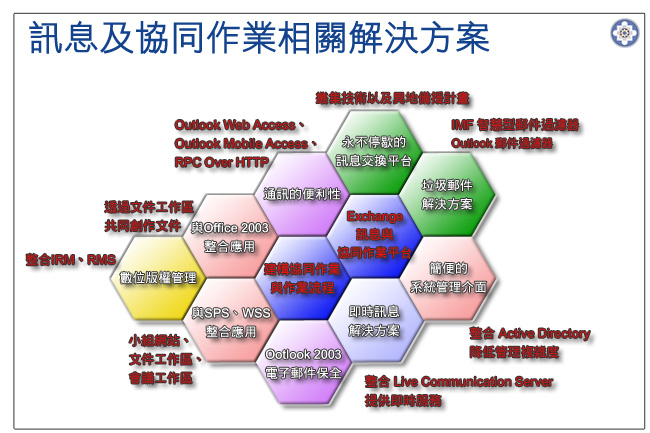 訊息及協同作業相關解決方案
叢集技術以及異地備援計畫
Outlook Web Access、
Outlook Mobile Access、
RPC Over HTTP
IMF 智慧型郵件過濾器
Outlook 郵件過濾器
永不停歇的
訊息交換平台
垃圾郵件
解決方案
通訊的便利性
透過文件工作區
共同創作文件
與Office 2003
整合應用
Exchange
訊息與
協同作業平台
整合IRM、RMS
數位版權管理
建構協同作業
與作業流程
簡便的
系統管理介面
與SPS、WSS
整合應用
即時訊息
解決方案
小組網站、
文件工作區、
會議工作區
Ootlook 2003
電子郵件保全
整合 Active Directory
降低管理複雜度
整合 Live Communication Server
提供即時服務